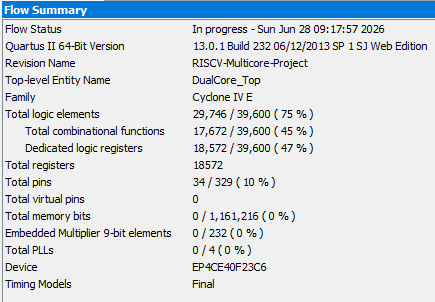 Flow Summary
Flow Status In progress - Sun Jun 28 09:17:57 2026
Quartus II 64-Bit Version 13.0.1 Build 232 06/12/2013 SP 1 SJ Web Edition
Revision Name RISCV-Multicore-Project
Top-level Entity Name DualCore_Top
Family Cyclone IV E
Total logic elements 29,746 / 39,600 ( 75 % )
Total combinational functions 17,672 / 39,600 ( 45 % )
Dedicated logic registers 18,572 / 39,600 ( 47 % )
Total registers 18572
Total pins 34 / 329 ( 10 % )
Total virtual pins 0
Total memory bits 0 / 1,161,216 ( 0 % )
Embedded Multiplier 9-bit elements 0 / 232 ( 0 % )
Total PLLs 0 / 4 ( 0 % )
Device EP4CE40F23C6
Timing Models Final